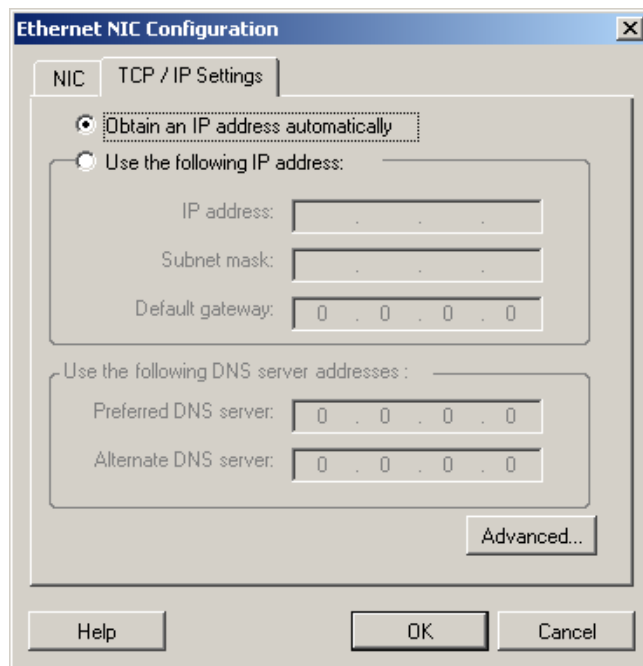 Ethernet NIC Configuration
NIC
TCP / IP Settings
Obtain an IP address automatically
Use the following IP address:
IP address: . . .
Subnet mask: . . .
Default gateway: 0 . 0 . 0 . 0
Use the following DNS server addresses :
Preferred DNS server: 0 . 0 . 0 . 0
Alternate DNS server: 0 . 0 . 0 . 0
Advanced...
Help OK Cancel